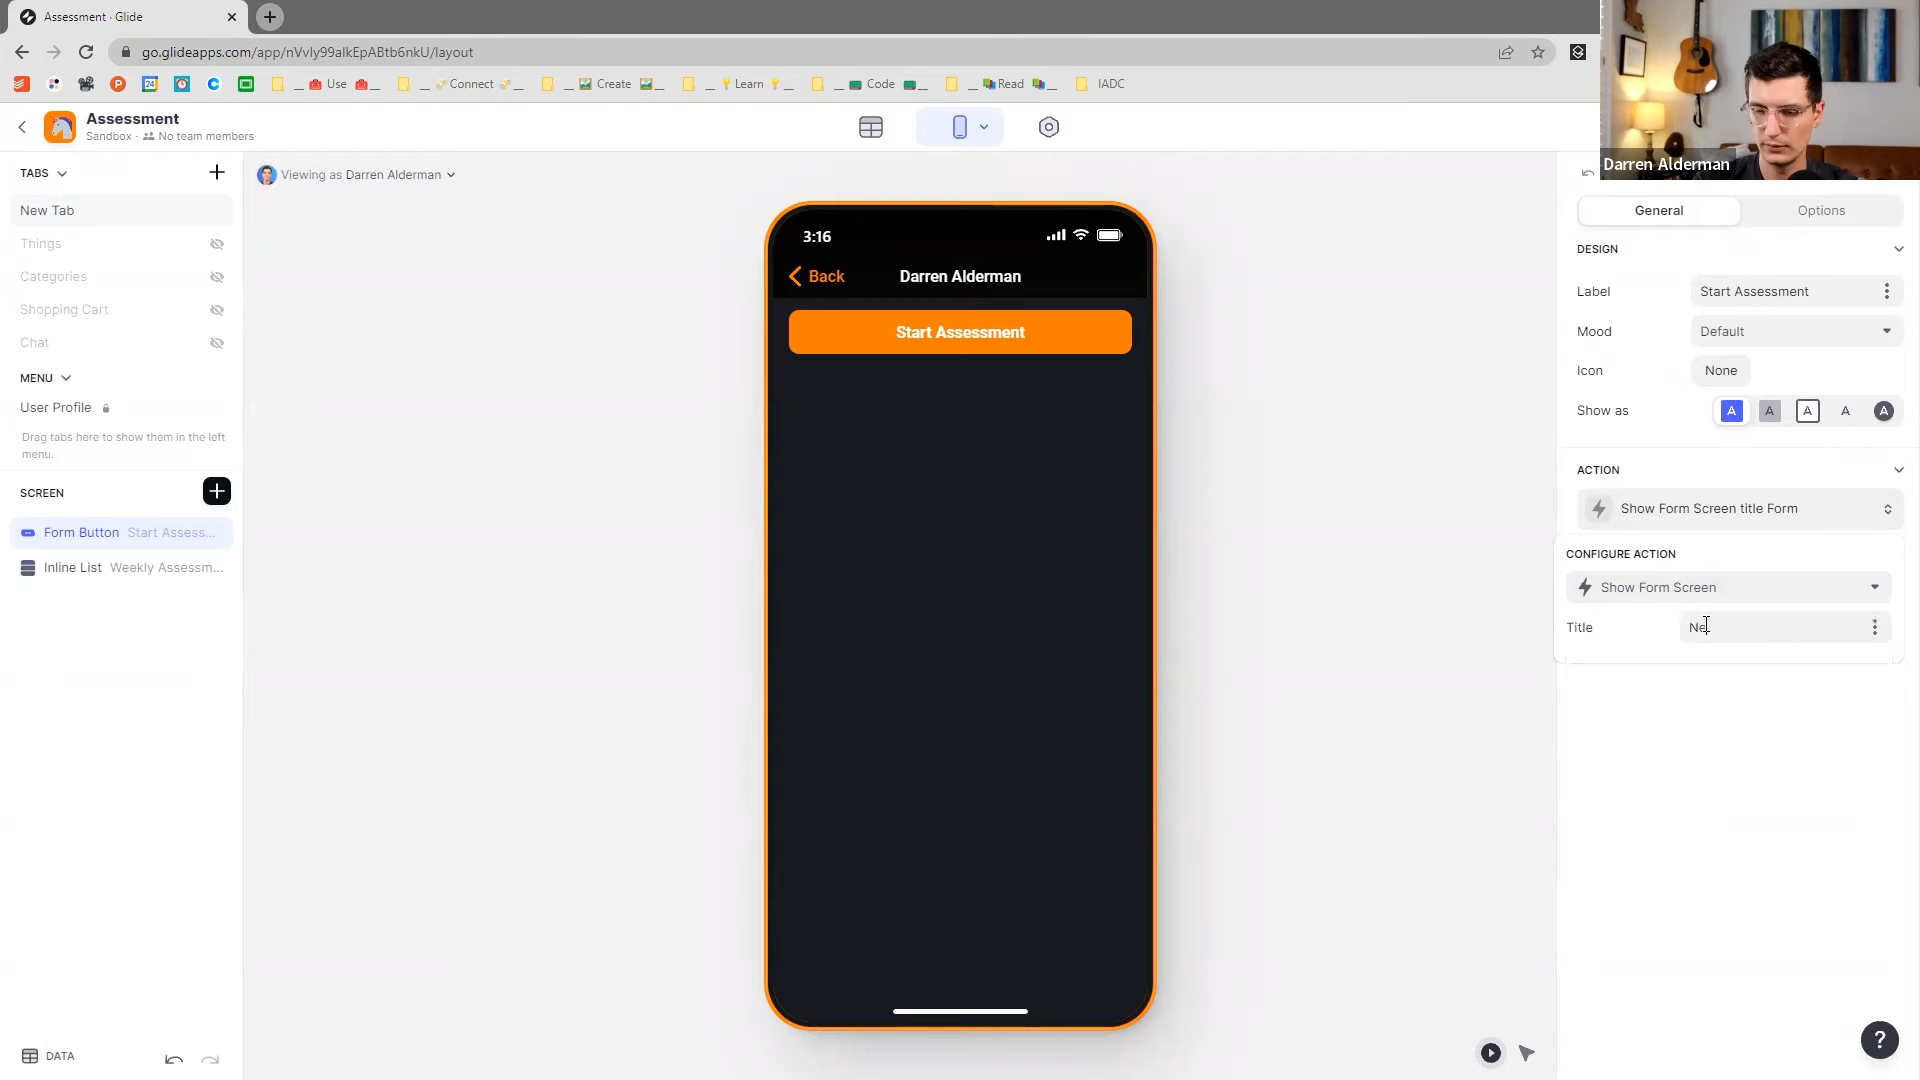 Assessment - Glide
go.glideapps.com/app/nVvIy99alkEpABtb6nkU/layout
Use
Connect
Create
Learn
Code
Read
IADC
Darren Alderman
Assessment
Sandbox · No team members
TABS
New Tab
Things
Categories
Shopping Cart
Chat
MENU
User Profile
Drag tabs here to show them in the left
menu.
SCREEN
Form Button Start Assess...
Inline List Weekly Assessm...
DATA
Viewing as Darren Alderman
3:16
Back
Darren Alderman
Start Assessment
General
Options
DESIGN
Label
Start Assessment
Mood
Default
Icon
None
Show as
A A A A A
ACTION
Show Form Screen title Form
CONFIGURE ACTION
Show Form Screen
Title
Ne
?